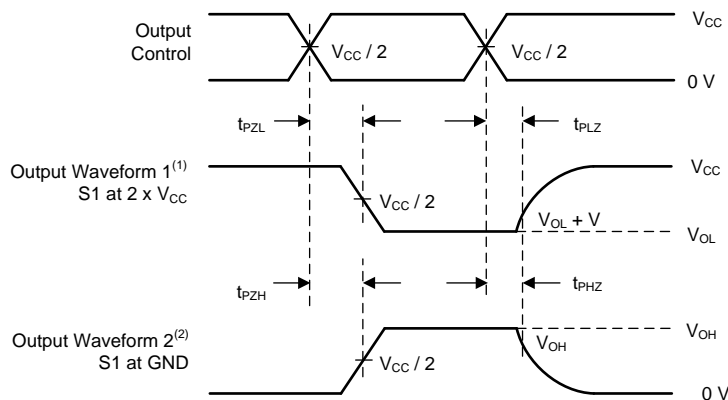 Output
Control
V_CC / 2
V_CC / 2
V_CC
0 V
t_PZL
t_PLZ
Output Waveform 1^(1)
S1 at 2 x V_CC
V_CC / 2
V_CC
V_OL + V
V_OL
t_PZH
t_PHZ
Output Waveform 2^(2)
S1 at GND
V_CC / 2
V_OH
V_OH
0 V